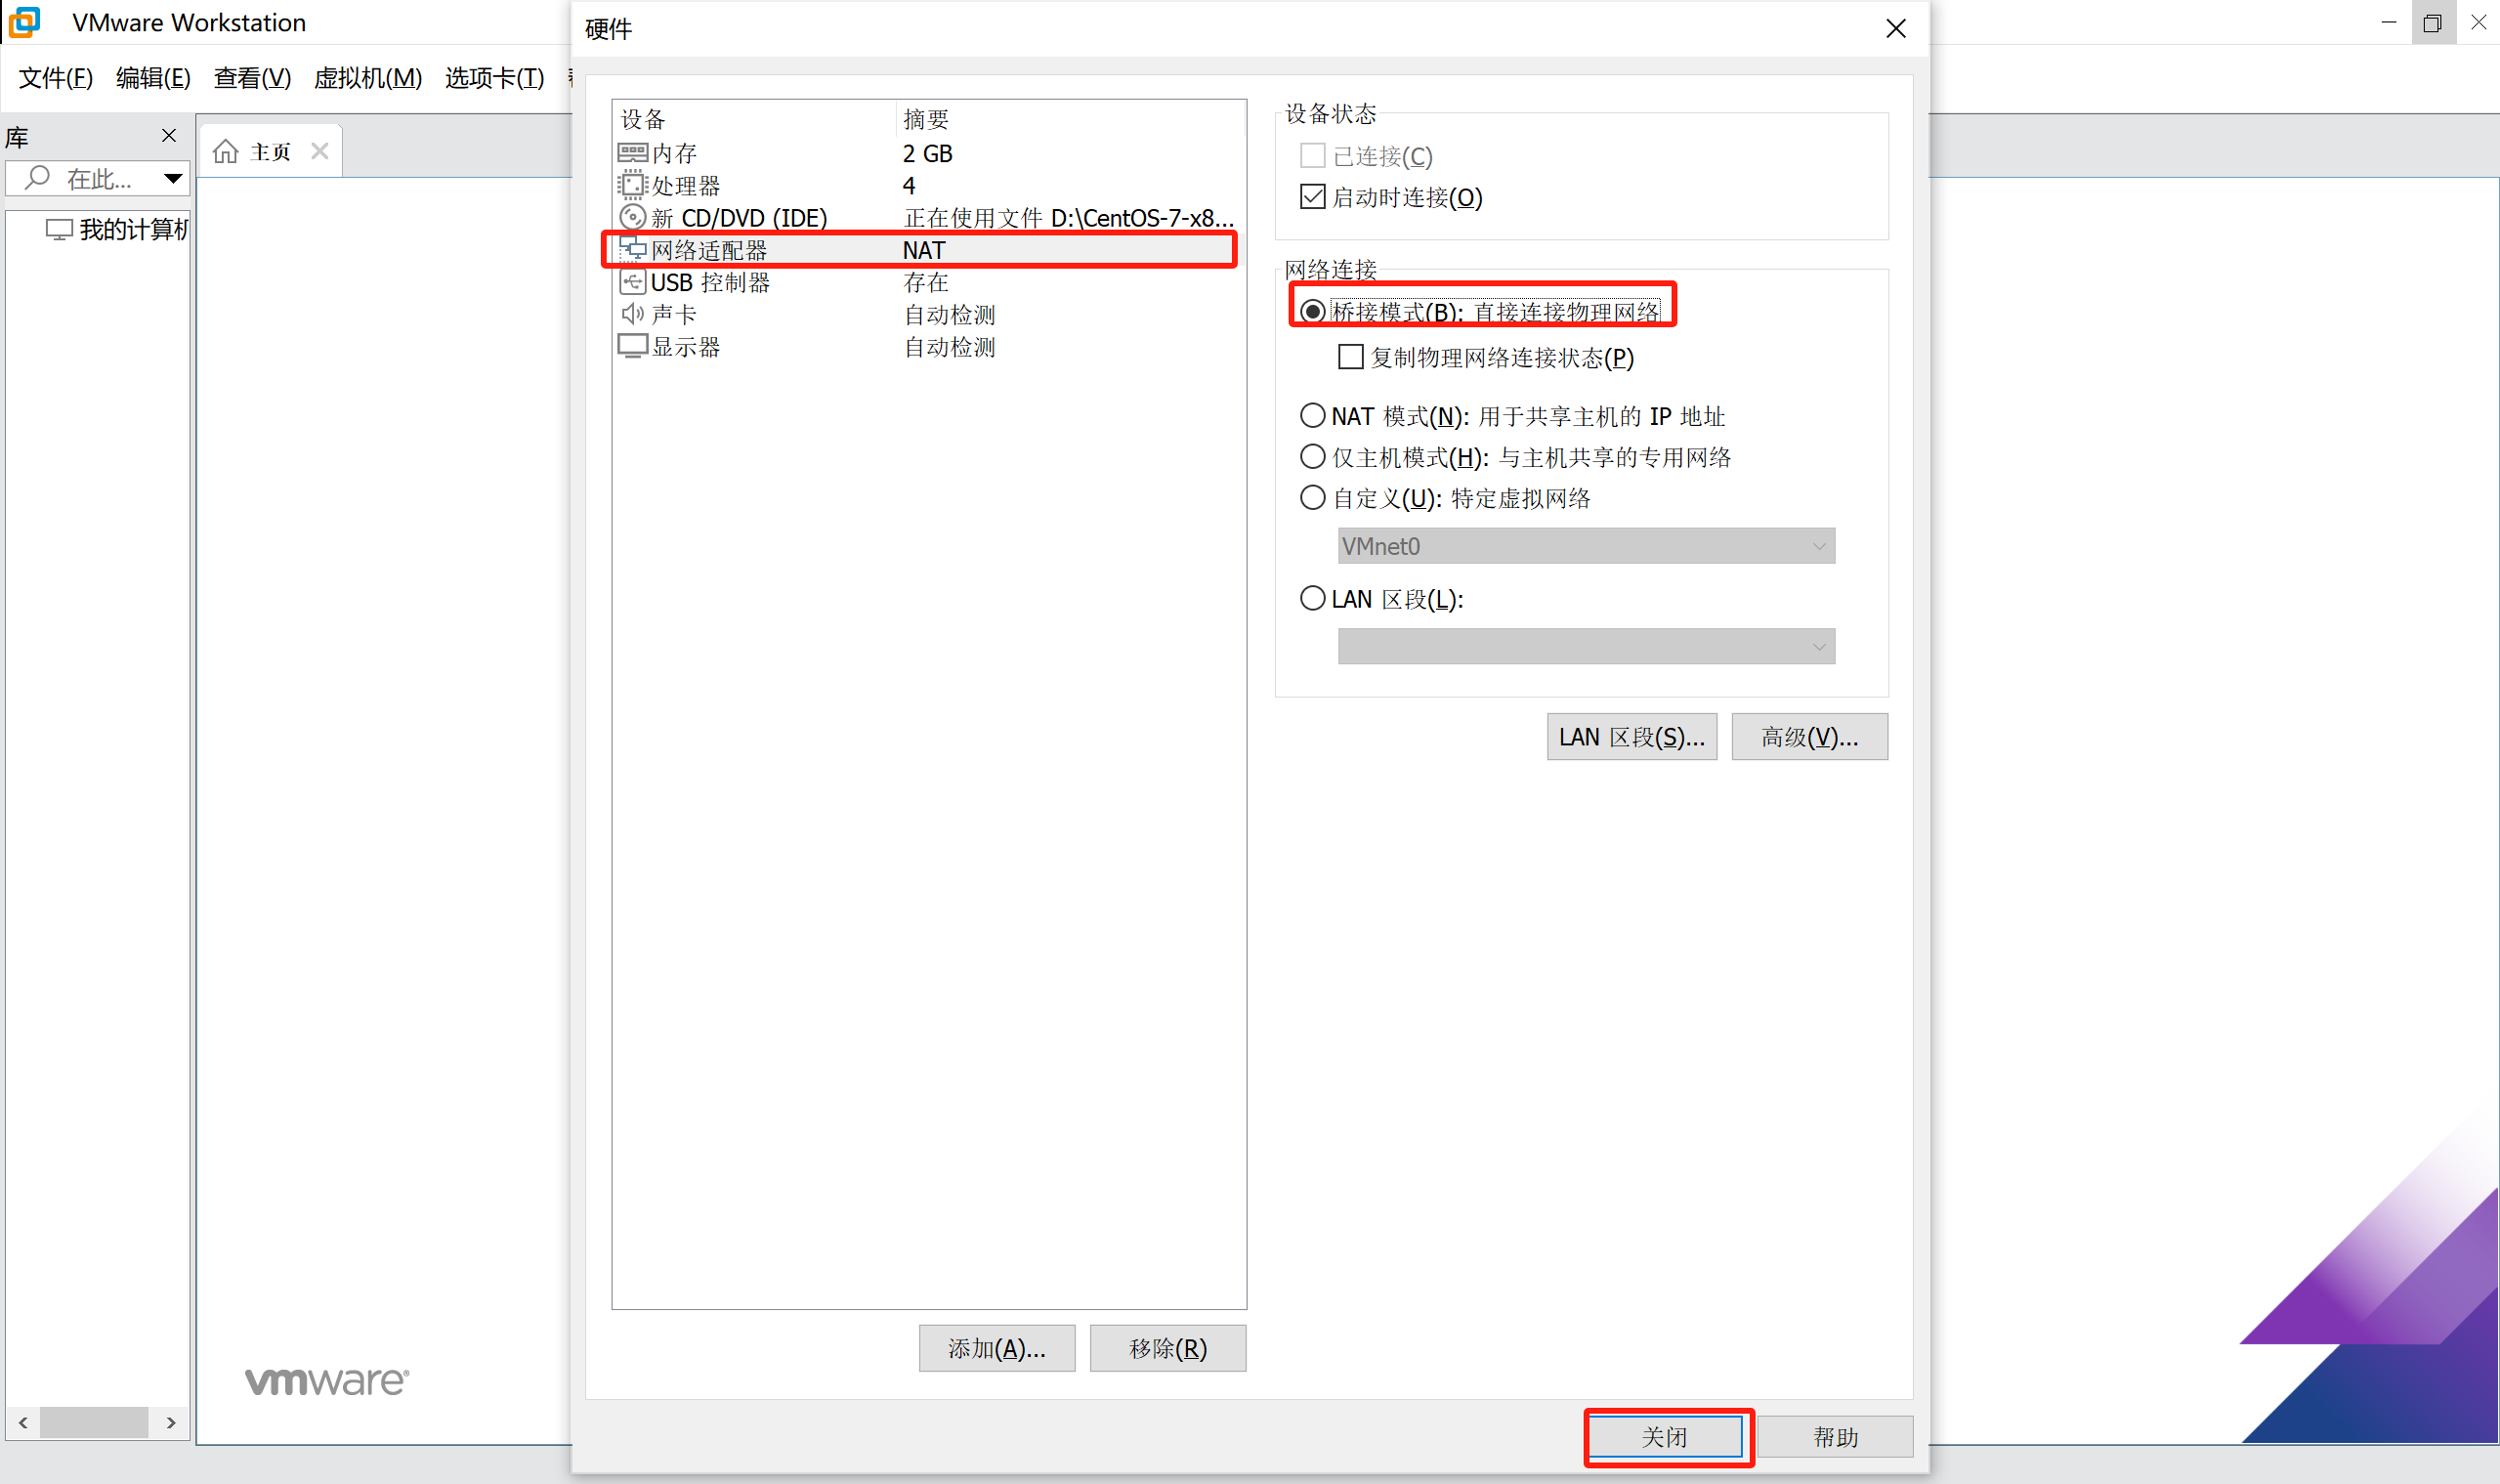 VMware Workstation
文件(F) 编辑(E) 查看(V) 虚拟机(M) 选项卡(T)
库
在此...
我的计算机
主页
vmware
硬件
设备 摘要
内存 2 GB
处理器 4
新 CD/DVD (IDE) 正在使用文件 D:\CentOS-7-x8...
网络适配器 NAT
USB 控制器 存在
声卡 自动检测
显示器 自动检测
添加(A)... 移除(R)
设备状态
已连接(C)
启动时连接(O)
网络连接
桥接模式(B): 直接连接物理网络
复制物理网络连接状态(P)
NAT 模式(N): 用于共享主机的 IP 地址
仅主机模式(H): 与主机共享的专用网络
自定义(U): 特定虚拟网络
VMnet0
LAN 区段(L):
LAN 区段(S)... 高级(V)...
关闭 帮助